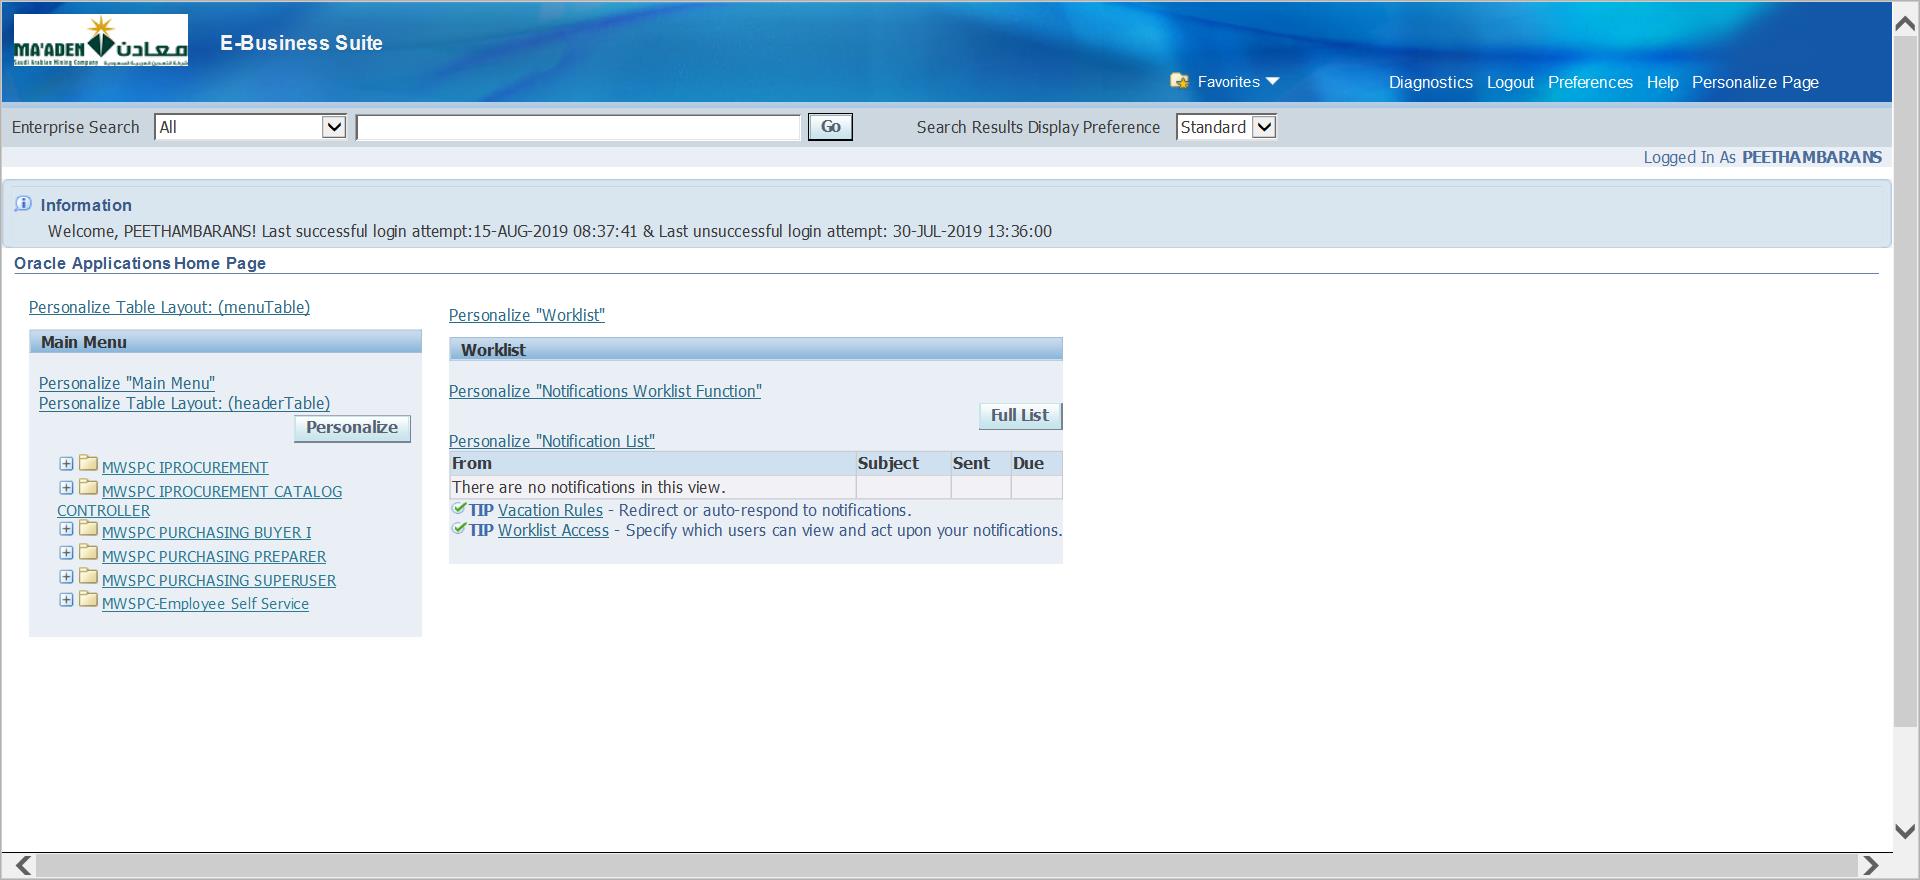 MA'ADEN معادن
Saudi Arabian Mining Company شركة التعدين العربية السعودية
E-Business Suite
Favorites
Diagnostics Logout Preferences Help Personalize Page
Enterprise Search All Go Search Results Display Preference Standard
Logged In As PEETHAMBARANS
Information
Welcome, PEETHAMBARANS! Last successful login attempt:15-AUG-2019 08:37:41 & Last unsuccessful login attempt: 30-JUL-2019 13:36:00
Oracle Applications Home Page
Personalize Table Layout: (menuTable)
Main Menu
Personalize "Main Menu"
Personalize Table Layout: (headerTable)
Personalize
MWSPC IPROCUREMENT
MWSPC IPROCUREMENT CATALOG
CONTROLLER
MWSPC PURCHASING BUYER I
MWSPC PURCHASING PREPARER
MWSPC PURCHASING SUPERUSER
MWSPC-Employee Self Service
Personalize "Worklist"
Worklist
Personalize "Notifications Worklist Function"
Full List
Personalize "Notification List"
From Subject Sent Due
There are no notifications in this view.
TIP Vacation Rules - Redirect or auto-respond to notifications.
TIP Worklist Access - Specify which users can view and act upon your notifications.